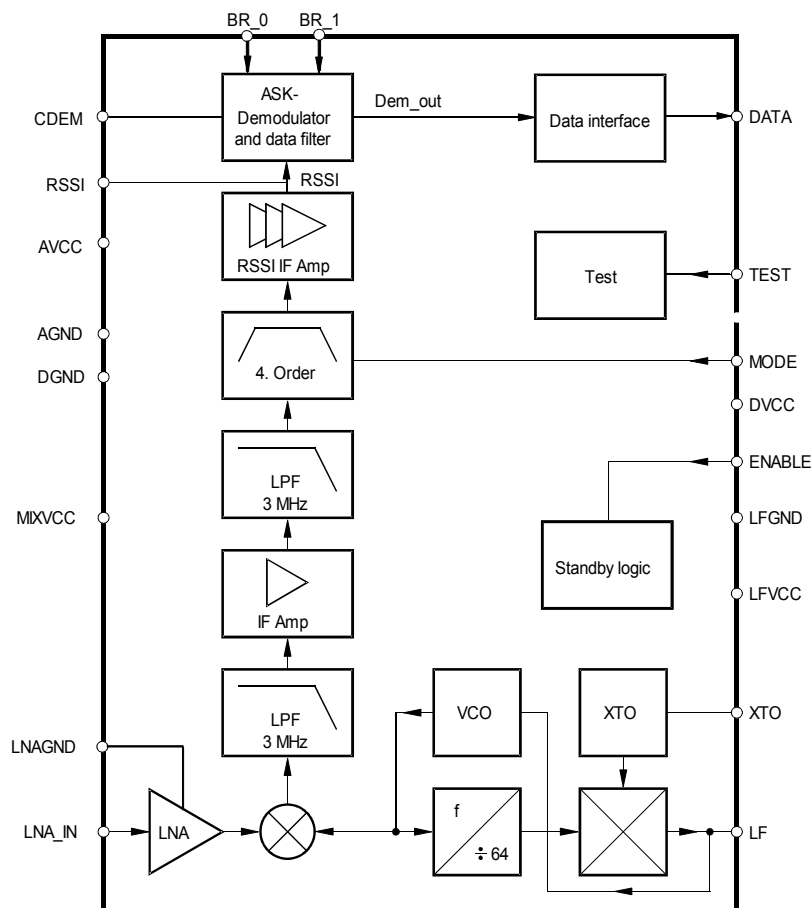 BR_0
BR_1
ASK-
Demodulator
and data filter
Dem_out
Data interface
CDEM
DATA
RSSI
RSSI
RSSI IF Amp
AVCC
Test
TEST
AGND
DGND
4. Order
MODE
DVCC
ENABLE
LPF
3 MHz
MIXVCC
LFGND
Standby logic
LFVCC
IF Amp
LPF
3 MHz
VCO
XTO
XTO
LNAGND
LNA_IN
LNA
f
÷ 64
LF